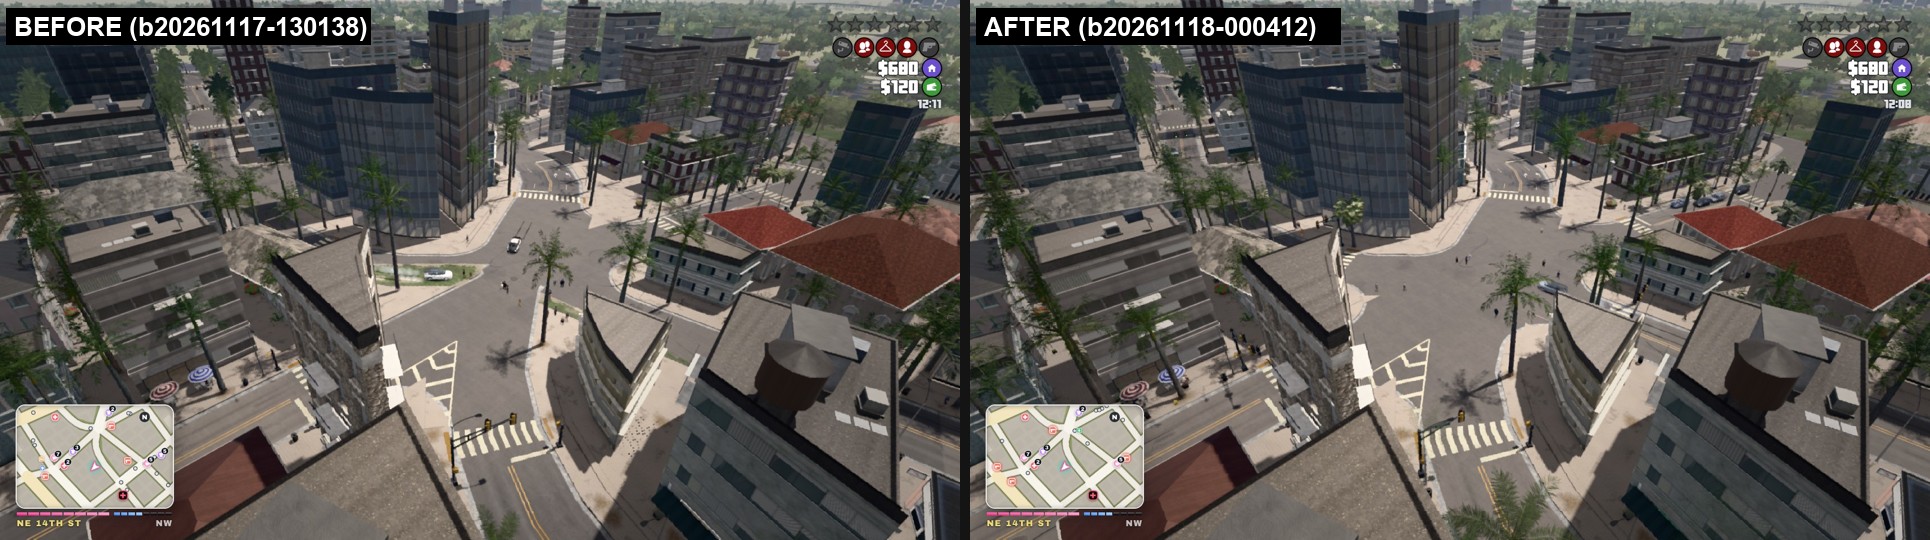 BEFORE (b20261117-130138)
$680
$120
12:11
N
NE 14TH ST
NW
AFTER (b20261118-000412)
$680
$120
12:08
N
NE 14TH ST
NW